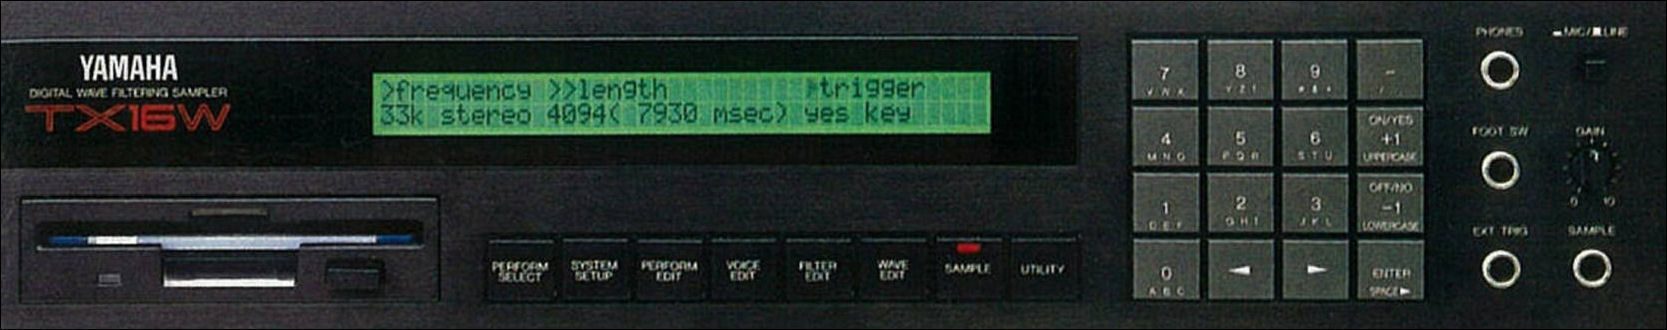 YAMAHA
DIGITAL WAVE FILTERING SAMPLER
TX16W
>frequency >>length >trigger
33k stereo 4094( 7930 msec) yes key
PERFORM SELECT
SYSTEM SETUP
PERFORM EDIT
VOICE EDIT
FILTER EDIT
WAVE EDIT
SAMPLE
UTILITY
7 8 9 -
V W X Y Z !
4 5 6 ON/YES +1
M N O P Q R S T U UPPERCASE
1 2 3 OFF/NO -1
D E F G H I J K L LOWERCASE
0 ◄ ► ENTER
A B C SPACE►
PHONES MIC/LINE
FOOT SW GAIN
0 10
EXT TRIG SAMPLE